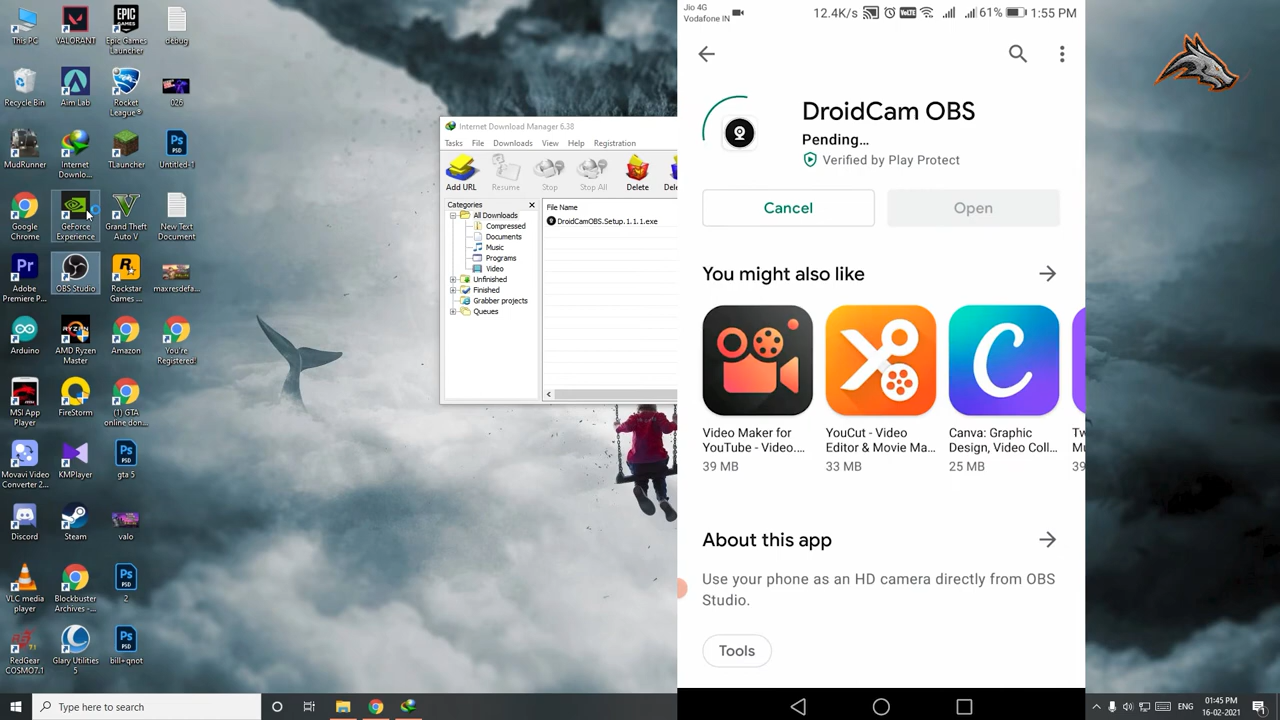 This PC
VALORANT
Epic Games
Launcher
debug
Recycle Bin
Aim Lab
Rocket
League ®
026
MudRunner
Internet
Downlo...
TLauncher
Untitled-1
Google
Chrome
GeForce
Experience
Grand Theft
Auto V
New Text
Document
Adobe
Premiere P...
OBS Studio
Rockstar
Games ...
maxresdefa...
Arduino
AMD Ryzen
Master
Amazon
You're
Registered!
MSI App
Player
FireStorm
(1) GTA
online don...
Movavi Video
Converter 2...
KMPlayer
gta 5
Discord
Steam
valo
VLC media
player
Blockbuster
Archives -...
2
RedGear
COSMO7.1
Glary Utilities
5
bill+qnot
Internet Download Manager 6.38
Tasks File Downloads View Help Registration
Add URL Resume Stop Stop All Delete Dele
Categories
All Downloads
Compressed
Documents
Music
Programs
Video
Unfinished
Finished
Grabber projects
Queues
File Name
DroidCamOBS.Setup.1.1.1.exe
Jio 4G
Vodafone IN
12.4K/s VoLTE 61% 1:55 PM
DroidCam OBS
Pending...
Verified by Play Protect
Cancel
Open
You might also like
Video Maker for
YouTube - Video....
39 MB
YouCut - Video
Editor & Movie Ma...
33 MB
Canva: Graphic
Design, Video Coll...
25 MB
Tw
Mu
39
About this app
Use your phone as an HD camera directly from OBS
Studio.
Tools
Type here to search
ENG
01:45 PM
16-02-2021